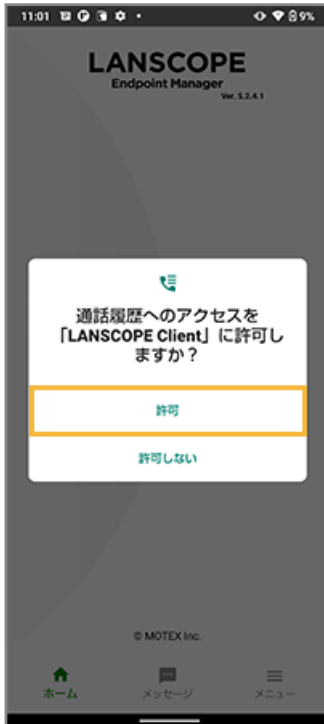 11:01
9%
LANSCOPE
Endpoint Manager
Ver. 5.2.4.1
通話履歴へのアクセスを
「LANSCOPE Client」に許可し
ますか？
許可
許可しない
© MOTEX Inc.
ホーム メッセージ メニュー